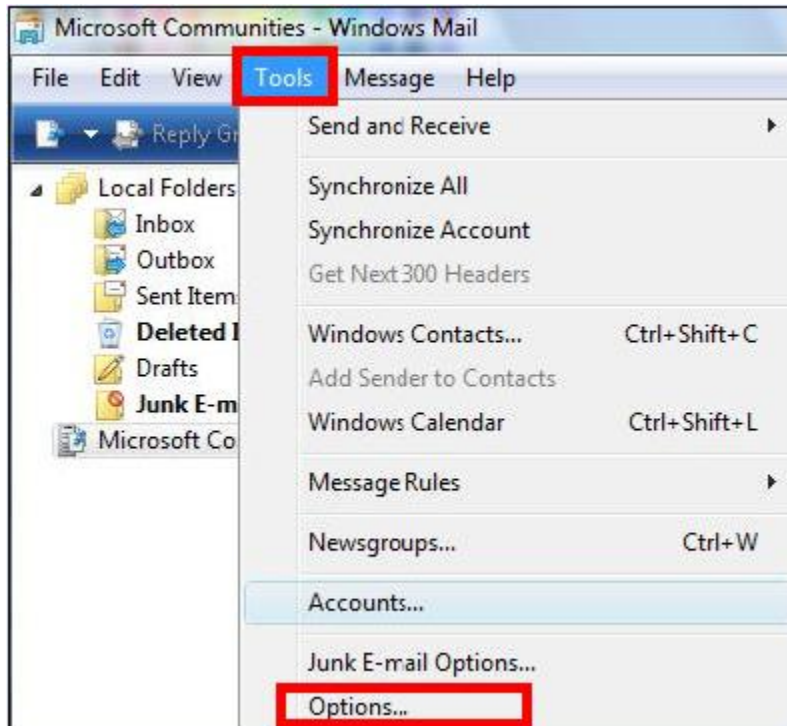 Microsoft Communities - Windows Mail
File Edit View Tools Message Help
Reply Gr
Local Folders
Inbox
Outbox
Sent Item
Deleted I
Drafts
Junk E-m
Microsoft Co
Send and Receive
Synchronize All
Synchronize Account
Get Next 300 Headers
Windows Contacts... Ctrl+Shift+C
Add Sender to Contacts
Windows Calendar Ctrl+Shift+L
Message Rules
Newsgroups... Ctrl+W
Accounts...
Junk E-mail Options...
Options...